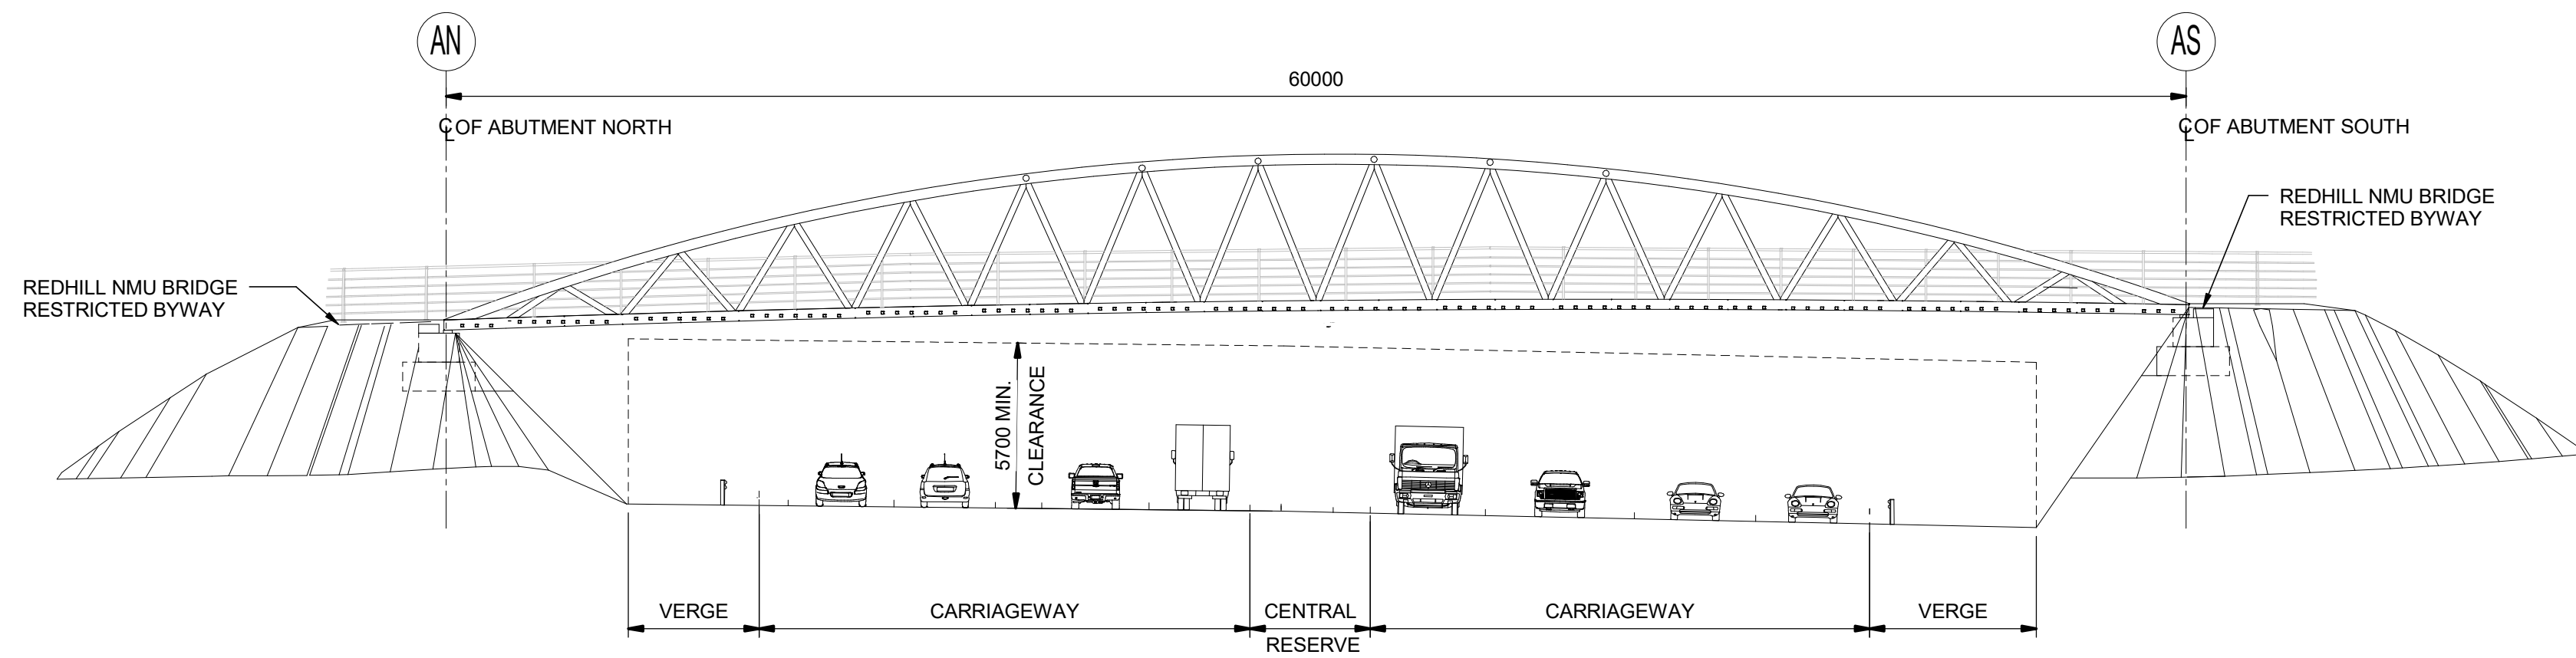 AN
AS
60000
℄ OF ABUTMENT NORTH
℄ OF ABUTMENT SOUTH
REDHILL NMU BRIDGE
RESTRICTED BYWAY
REDHILL NMU BRIDGE
RESTRICTED BYWAY
5700 MIN.
CLEARANCE
VERGE
CARRIAGEWAY
CENTRAL
RESERVE
CARRIAGEWAY
VERGE